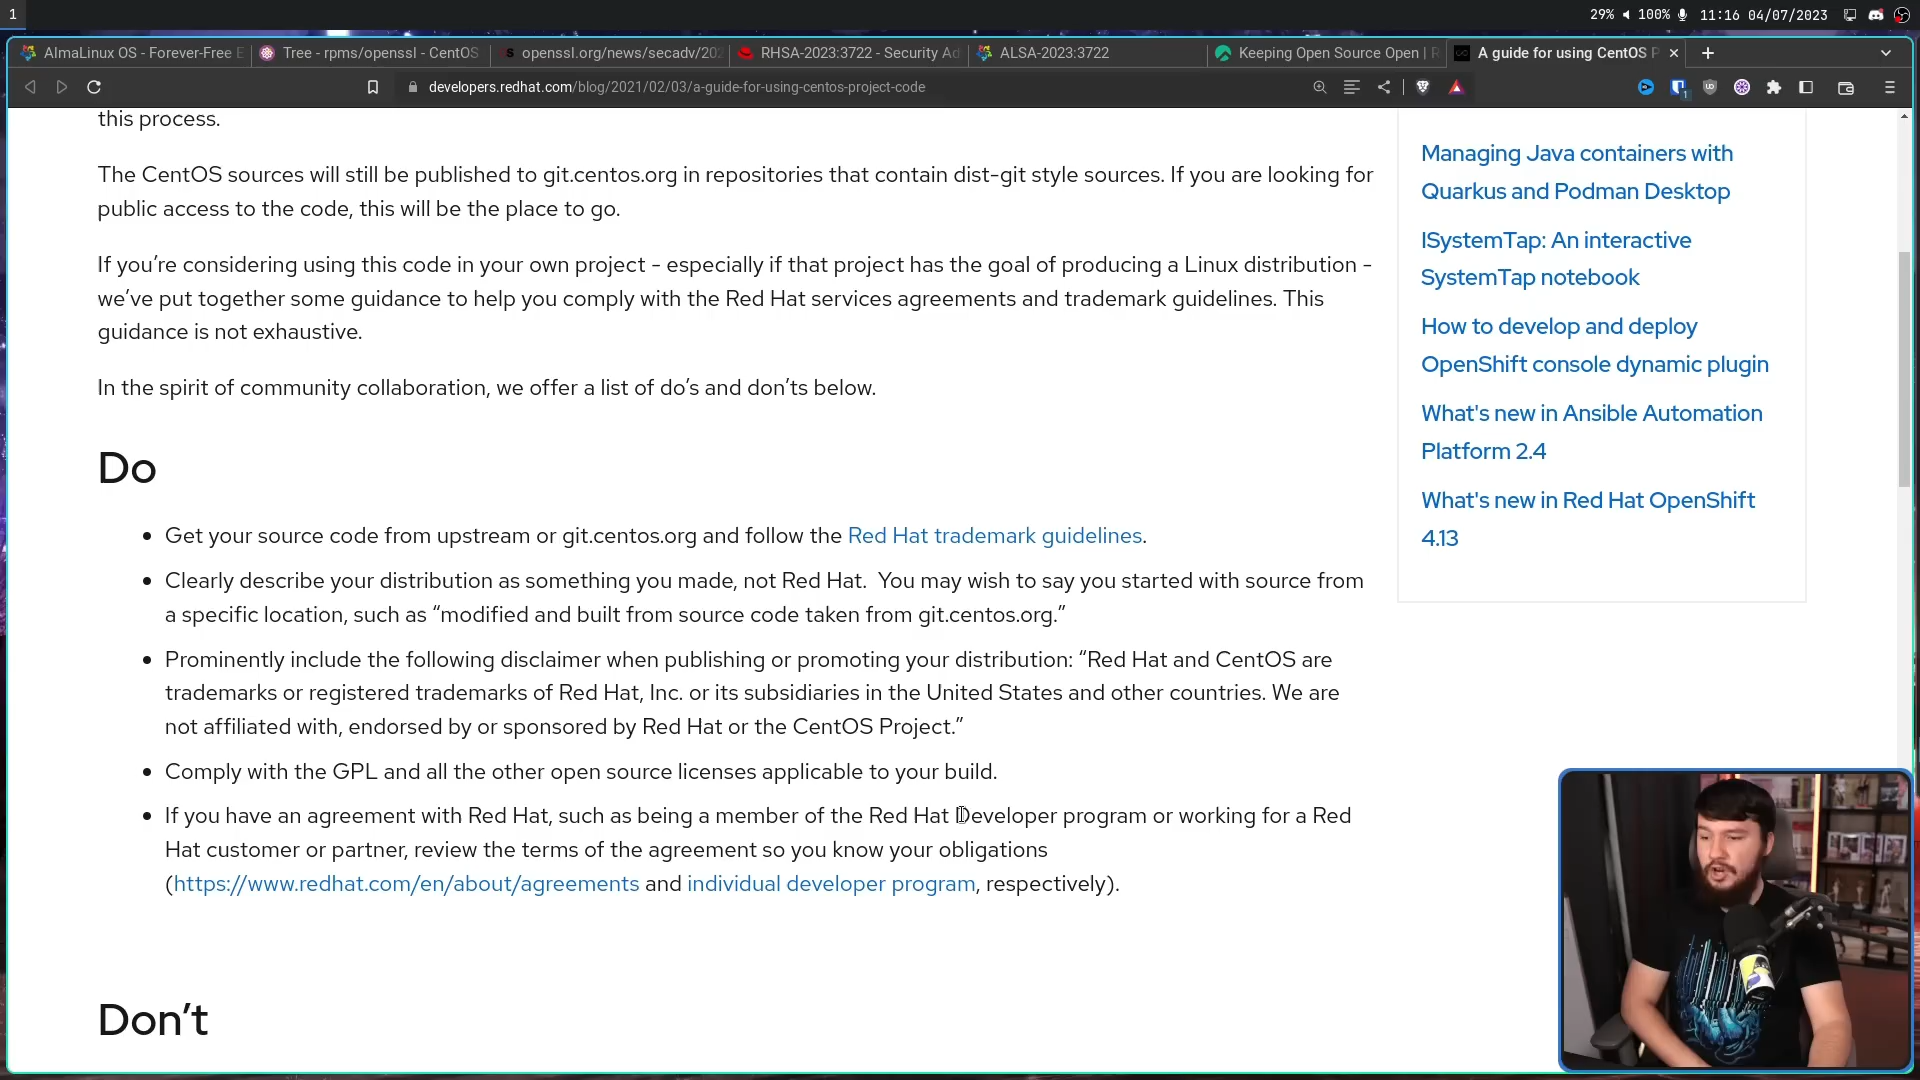 1
29% 100% 11:16 04/07/2023
AlmaLinux OS - Forever-Free E
Tree - rpms/openssl - CentOS
openssl.org/news/secadv/202
RHSA-2023:3722 - Security Ad
ALSA-2023:3722
Keeping Open Source Open | R
A guide for using CentOS P
developers.redhat.com/blog/2021/02/03/a-guide-for-using-centos-project-code
this process.
The CentOS sources will still be published to git.centos.org in repositories that contain dist-git style sources. If you are looking for
public access to the code, this will be the place to go.
If you’re considering using this code in your own project - especially if that project has the goal of producing a Linux distribution -
we’ve put together some guidance to help you comply with the Red Hat services agreements and trademark guidelines. This
guidance is not exhaustive.
In the spirit of community collaboration, we offer a list of do’s and don’ts below.
Do
• Get your source code from upstream or git.centos.org and follow the Red Hat trademark guidelines.
• Clearly describe your distribution as something you made, not Red Hat. You may wish to say you started with source from
a specific location, such as “modified and built from source code taken from git.centos.org.”
• Prominently include the following disclaimer when publishing or promoting your distribution: “Red Hat and CentOS are
trademarks or registered trademarks of Red Hat, Inc. or its subsidiaries in the United States and other countries. We are
not affiliated with, endorsed by or sponsored by Red Hat or the CentOS Project.”
• Comply with the GPL and all the other open source licenses applicable to your build.
• If you have an agreement with Red Hat, such as being a member of the Red Hat Developer program or working for a Red
Hat customer or partner, review the terms of the agreement so you know your obligations
(https://www.redhat.com/en/about/agreements and individual developer program, respectively).
Don’t
Managing Java containers with
Quarkus and Podman Desktop
ISystemTap: An interactive
SystemTap notebook
How to develop and deploy
OpenShift console dynamic plugin
What's new in Ansible Automation
Platform 2.4
What's new in Red Hat OpenShift
4.13